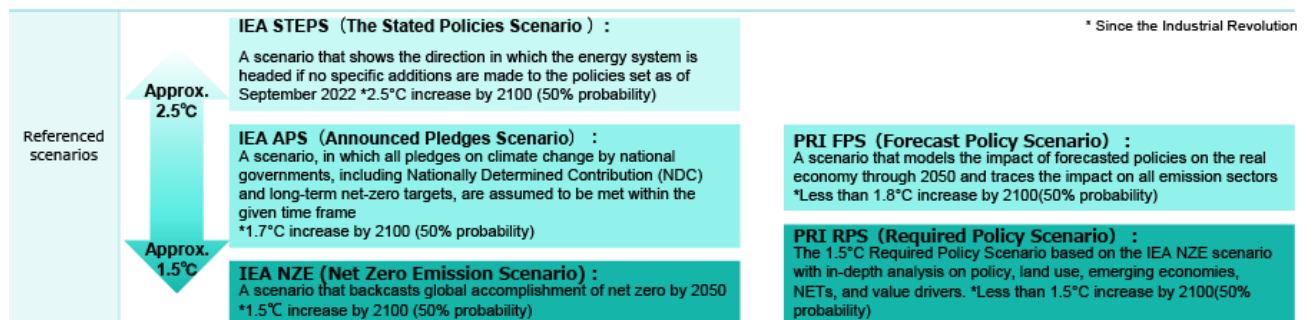 IEA STEPS（The Stated Policies Scenario ）:
* Since the Industrial Revolution
A scenario that shows the direction in which the energy system is
headed if no specific additions are made to the policies set as of
September 2022 *2.5°C increase by 2100 (50% probability)
Approx.
2.5℃
Referenced
scenarios
IEA APS（Announced Pledges Scenario）:
A scenario, in which all pledges on climate change by national
governments, including Nationally Determined Contribution (NDC)
and long-term net-zero targets, are assumed to be met within the
given time frame
*1.7°C increase by 2100 (50% probability)
PRI FPS（Forecast Policy Scenario）:
A scenario that models the impact of forecasted policies on the real
economy through 2050 and traces the impact on all emission sectors
*Less than 1.8°C increase by 2100(50% probability)
Approx.
1.5℃
IEA NZE (Net Zero Emission Scenario) :
A scenario that backcasts global accomplishment of net zero by 2050
*1.5℃ increase by 2100 (50% probability)
PRI RPS（Required Policy Scenario）:
The 1.5°C Required Policy Scenario based on the IEA NZE scenario
with in-depth analysis on policy, land use, emerging economies,
NETs, and value drivers. *Less than 1.5°C increase by 2100(50%
probability)